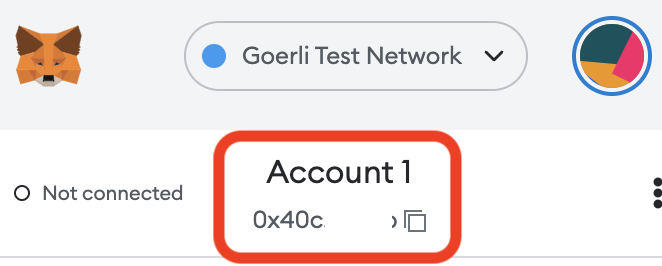 Goerli Test Network
Account 1
Not connected
0x40c